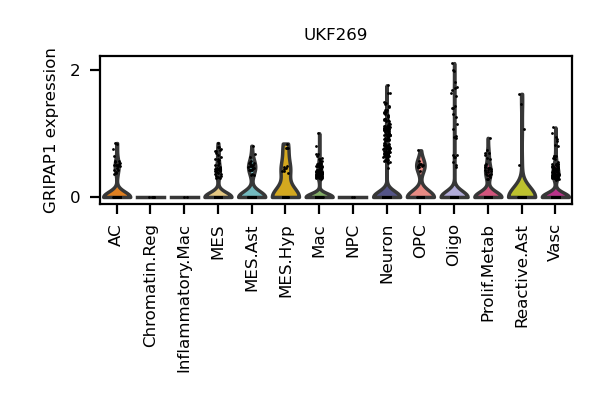 UKF269
GRIPAP1 expression
2
0
AC
Chromatin.Reg
Inflammatory.Mac
MES
MES.Ast
MES.Hyp
Mac
NPC
Neuron
OPC
Oligo
Prolif.Metab
Reactive.Ast
Vasc